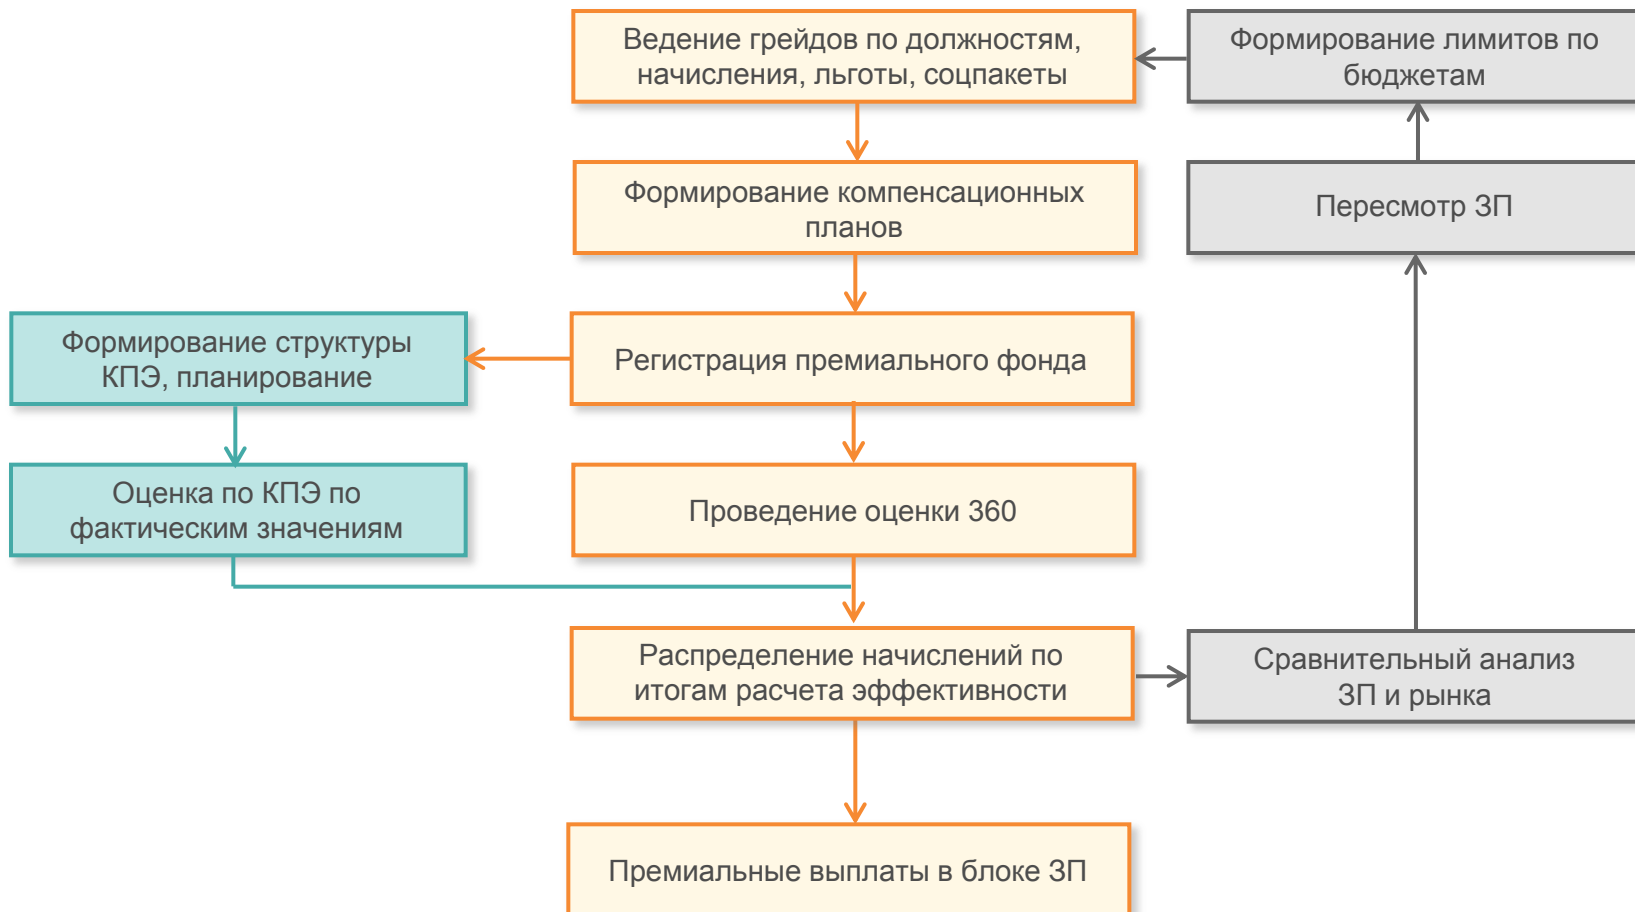 Ведение грейдов по должностям,
начисления, льготы, соцпакеты
Формирование лимитов по
бюджетам
Формирование компенсационных
планов
Пересмотр ЗП
Формирование структуры
КПЭ, планирование
Регистрация премиального фонда
Оценка по КПЭ по
фактическим значениям
Проведение оценки 360
Распределение начислений по
итогам расчета эффективности
Сравнительный анализ
ЗП и рынка
Премиальные выплаты в блоке ЗП